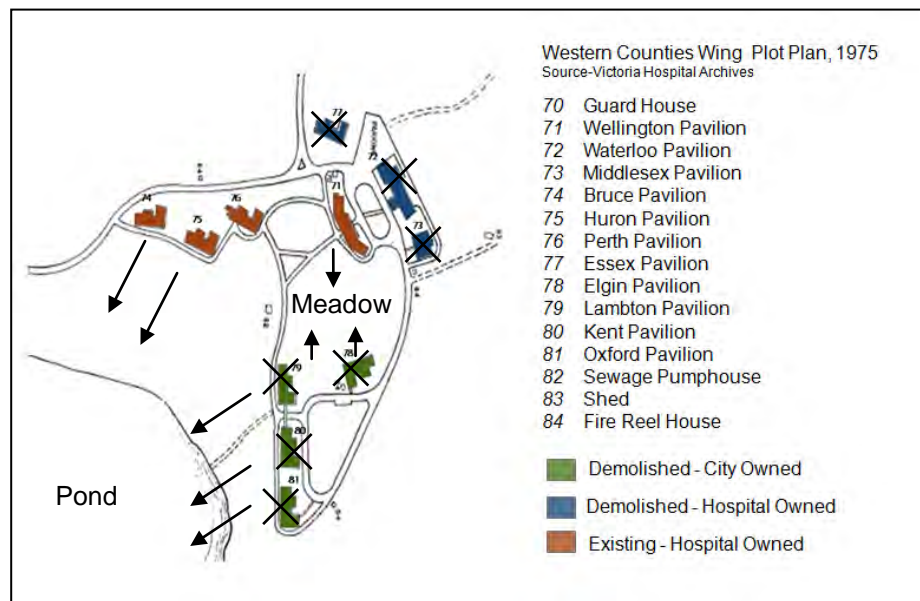 Western Counties Wing Plot Plan, 1975
Source-Victoria Hospital Archives
70 Guard House
71 Wellington Pavilion
72 Waterloo Pavilion
73 Middlesex Pavilion
74 Bruce Pavilion
75 Huron Pavilion
76 Perth Pavilion
77 Essex Pavilion
78 Elgin Pavilion
79 Lambton Pavilion
80 Kent Pavilion
81 Oxford Pavilion
82 Sewage Pumphouse
83 Shed
84 Fire Reel House
Demolished - City Owned
Demolished - Hospital Owned
Existing - Hospital Owned
77
72
71
76
74
75
73
Meadow
78
79
80
81
Pond